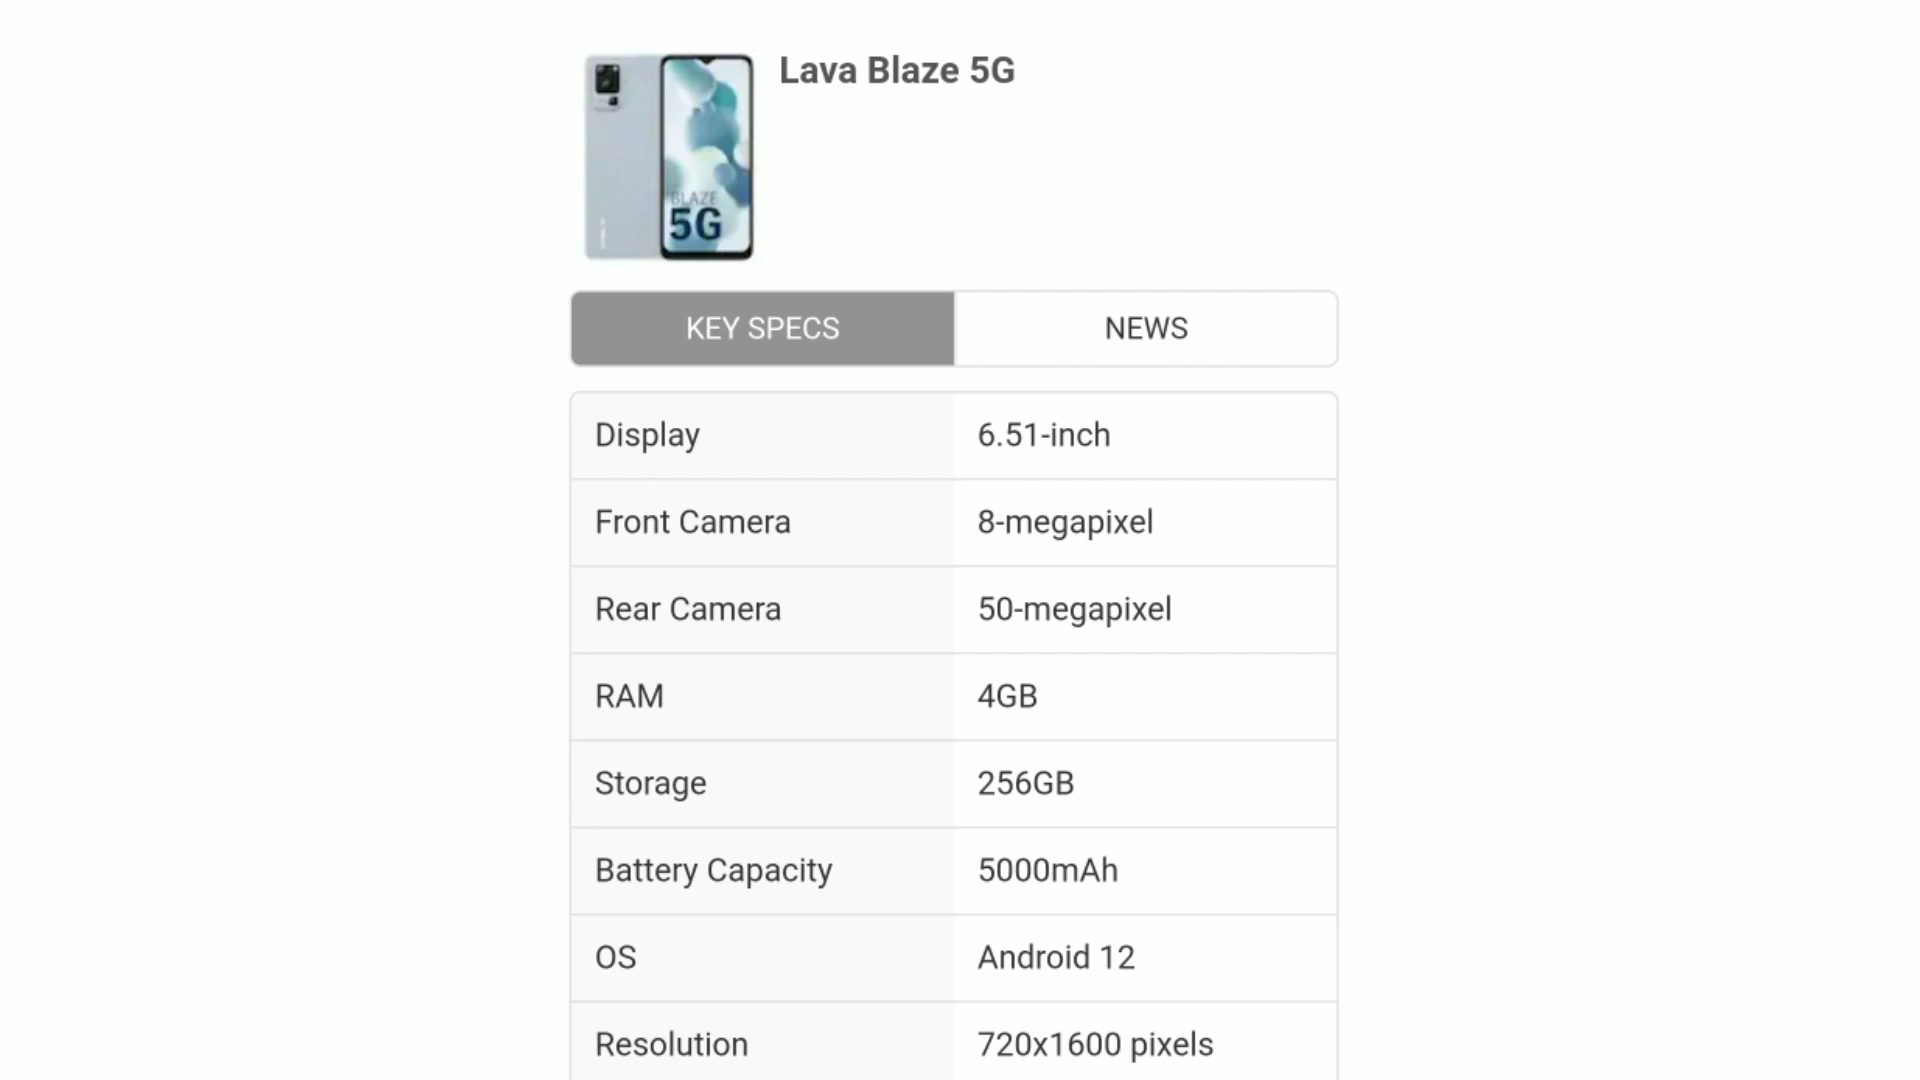 Lava Blaze 5G
BLAZE
5G
KEY SPECS NEWS
Display 6.51-inch
Front Camera 8-megapixel
Rear Camera 50-megapixel
RAM 4GB
Storage 256GB
Battery Capacity 5000mAh
OS Android 12
Resolution 720x1600 pixels